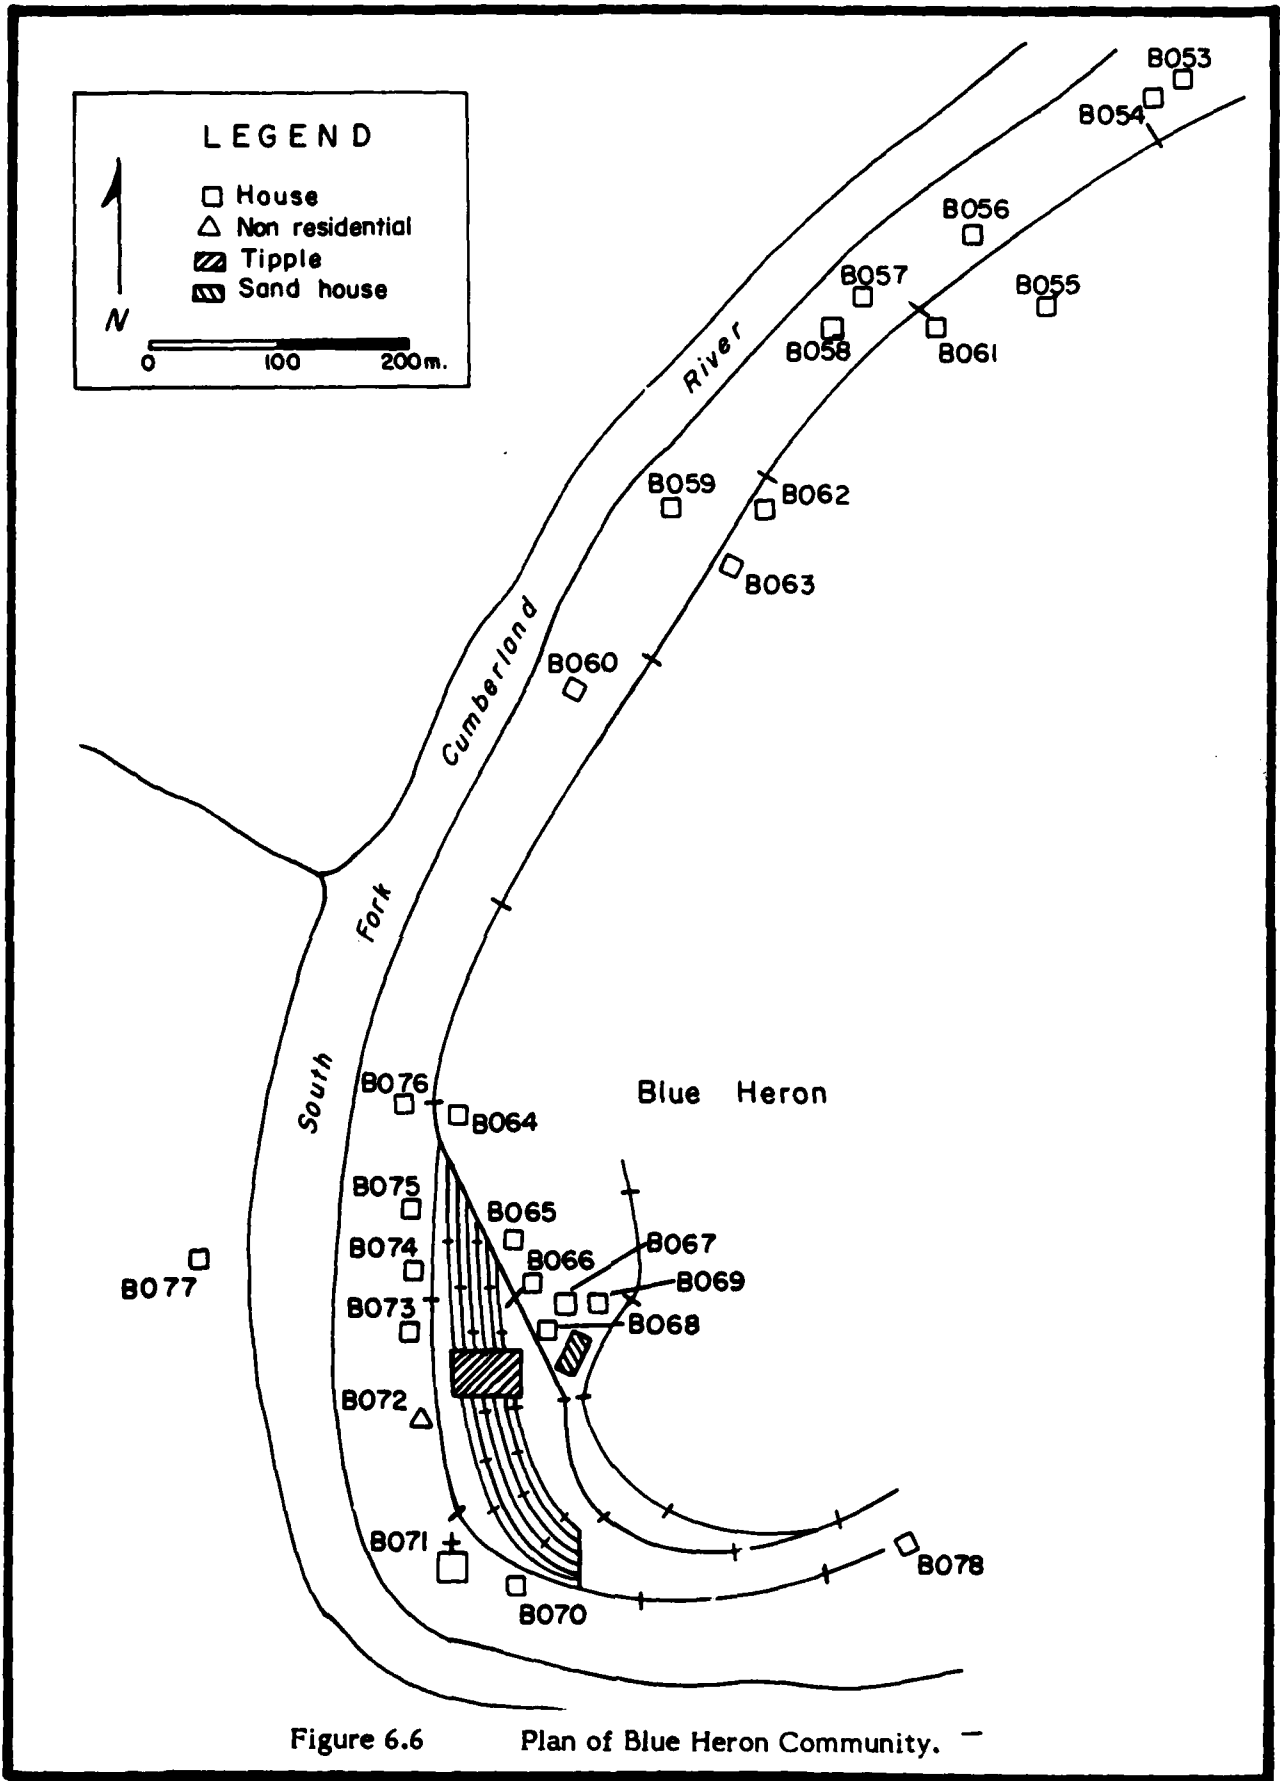 LEGEND
House
Non residential
Tipple
Sand house
N
0 100 200m.
B053
B054
B056
B055
B057
B058
B061
River
B059
B062
B063
Cumberland
B060
Fork
South
Blue Heron
B076
B064
B075
B065
B067
B074
B066
B069
B077
B073
B068
B072
B071
B078
B070
Figure 6.6 Plan of Blue Heron Community.